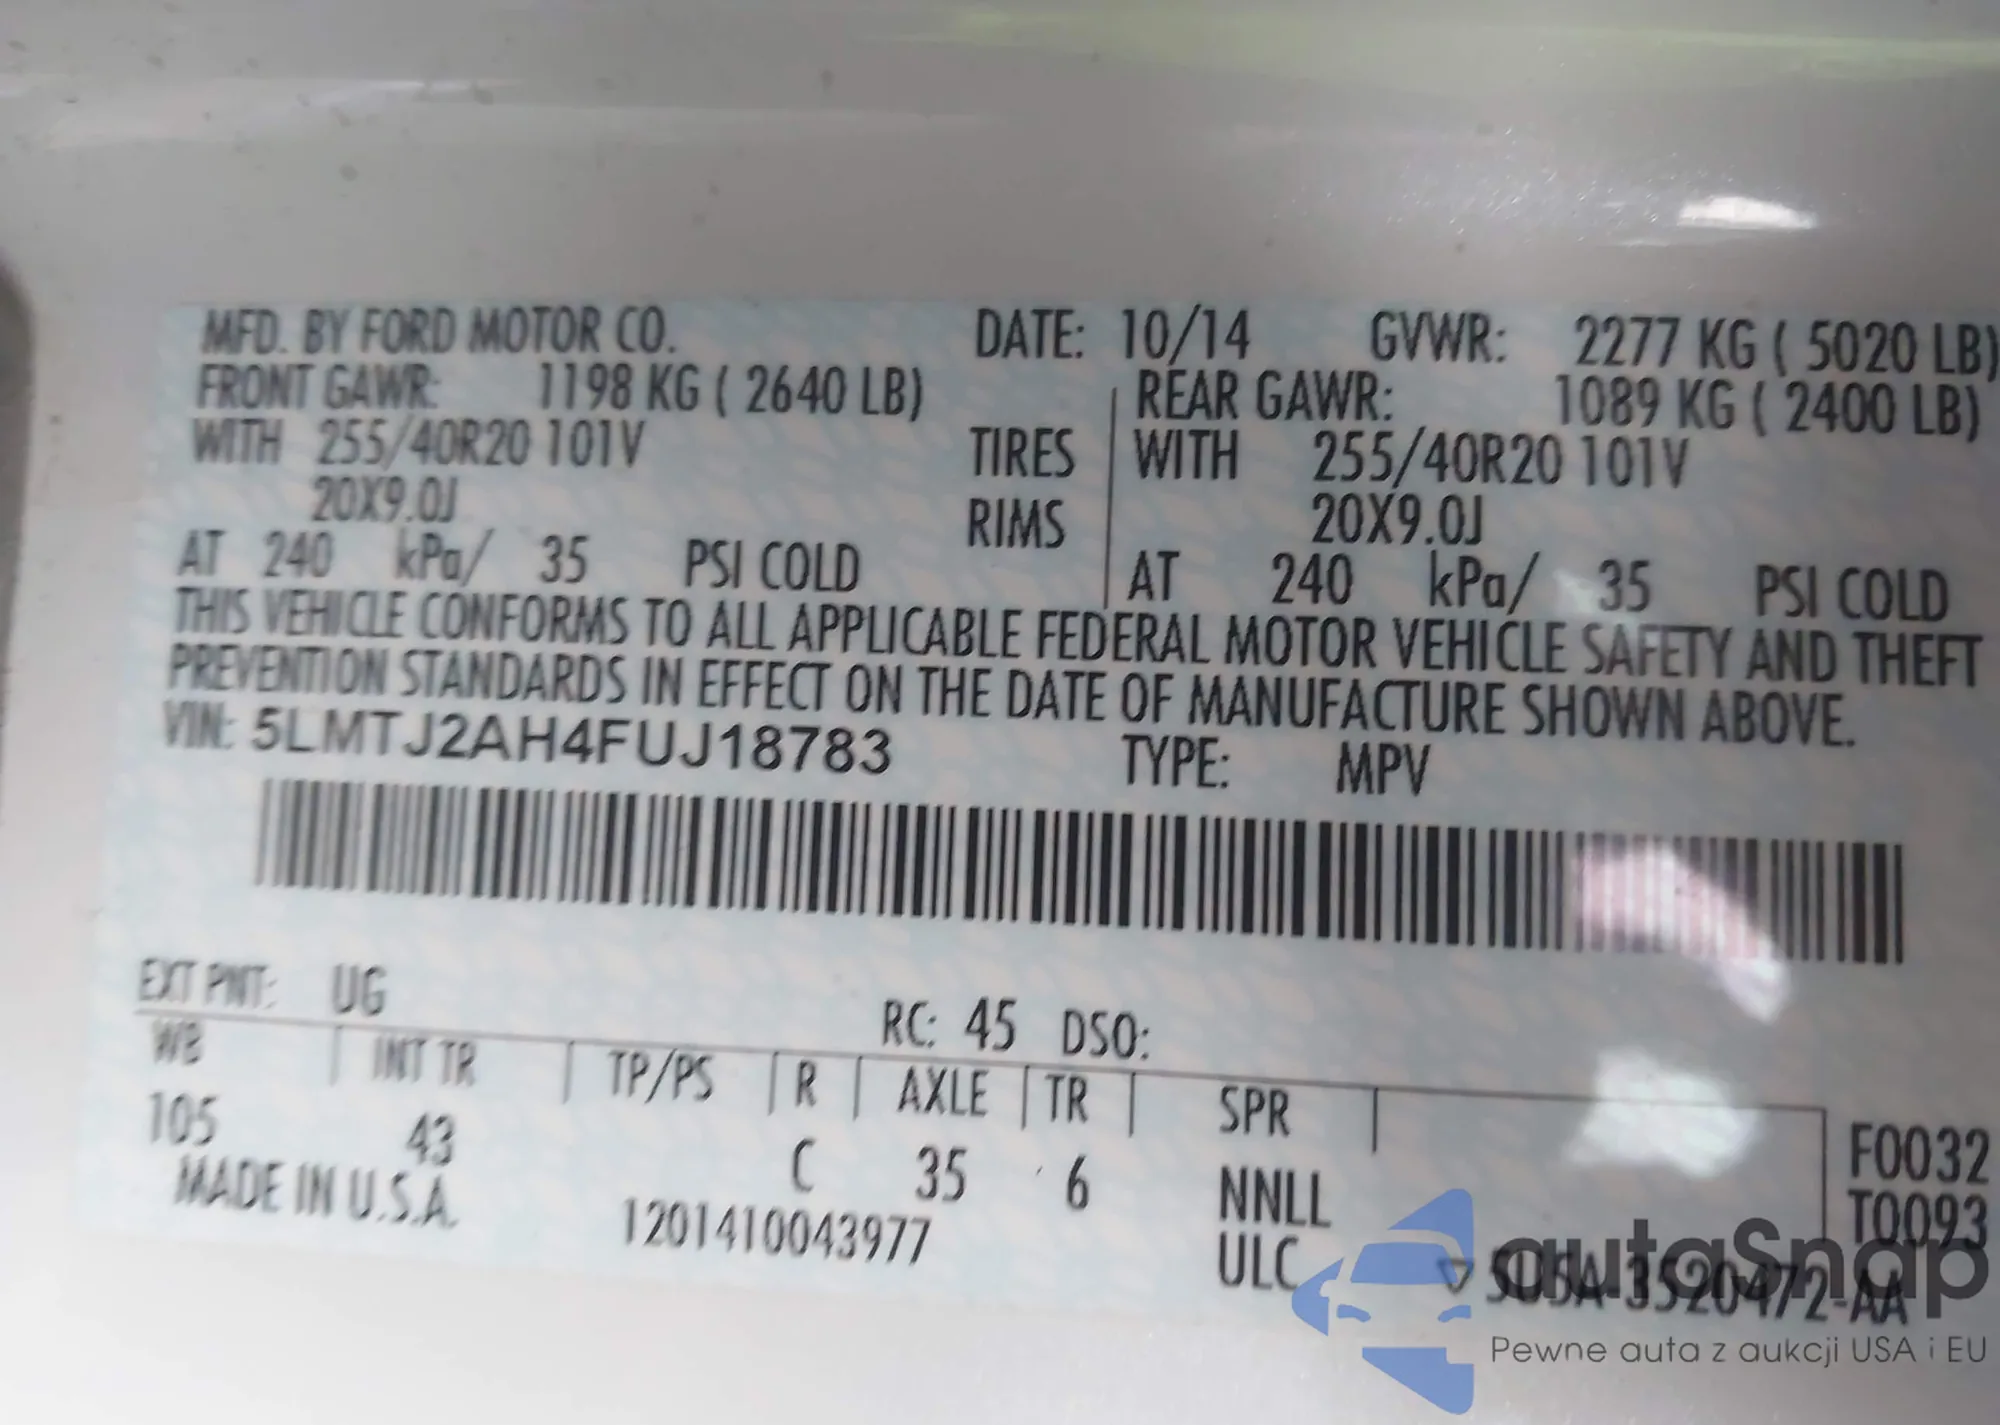 MFD. BY FORD MOTOR CO. DATE: 10/14 GVWR: 2277 KG ( 5020 LB)
FRONT GAWR: 1198 KG ( 2640 LB) REAR GAWR: 1089 KG ( 2400 LB)
WITH 255/40R20 101V TIRES WITH 255/40R20 101V
20X9.0J RIMS 20X9.0J
AT 240 kPa/ 35 PSI COLD AT 240 kPa/ 35 PSI COLD
THIS VEHICLE CONFORMS TO ALL APPLICABLE FEDERAL MOTOR VEHICLE SAFETY AND THEFT
PREVENTION STANDARDS IN EFFECT ON THE DATE OF MANUFACTURE SHOWN ABOVE.
VIN: 5LMTJ2AH4FUJ18783 TYPE: MPV
EXT PNT: UG RC: 45 DSO:
WB INT TR TP/PS R AXLE TR SPR
105 43 C 35 6 NNLL F0032
MADE IN U.S.A. 1201410043977 ULC T0093
5U5A-3520472-AA
autaSnap
Pewne auta z aukcji USA i EU